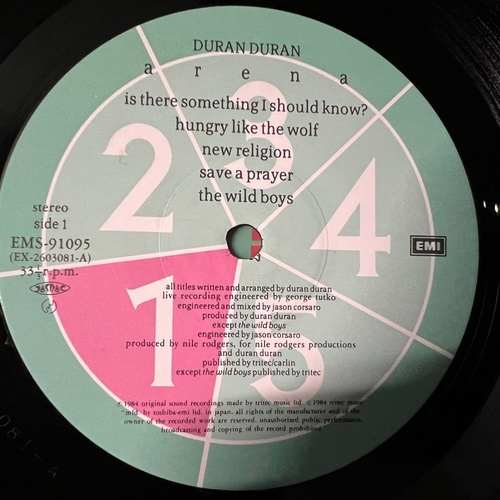 DURAN DURAN
arena
is there something I should know?
hungry like the wolf
new religion
save a prayer
the wild boys
1
2
3
4
5
stereo
side 1
EMS-91095
(EX-2603081-A)
33 1/3 r.p.m.
JASRAC
EMI
all titles written and arranged by duran duran
live recording engineered by george tutko
engineered and mixed by jason corsaro
produced by duran duran
except the wild boys
engineered by jason corsaro
produced by nile rodgers, for nile rodgers productions
and duran duran
published by tritec/carlin
except the wild boys published by tritec
℗ 1984 original sound recordings made by tritec music ltd. © 1984 tritec music
ltd. mfd. by toshiba-emi ltd. in japan. all rights of the manufacturer and of the
owner of the recorded work are reserved. unauthorized public performance,
broadcasting and copying of the record prohibited